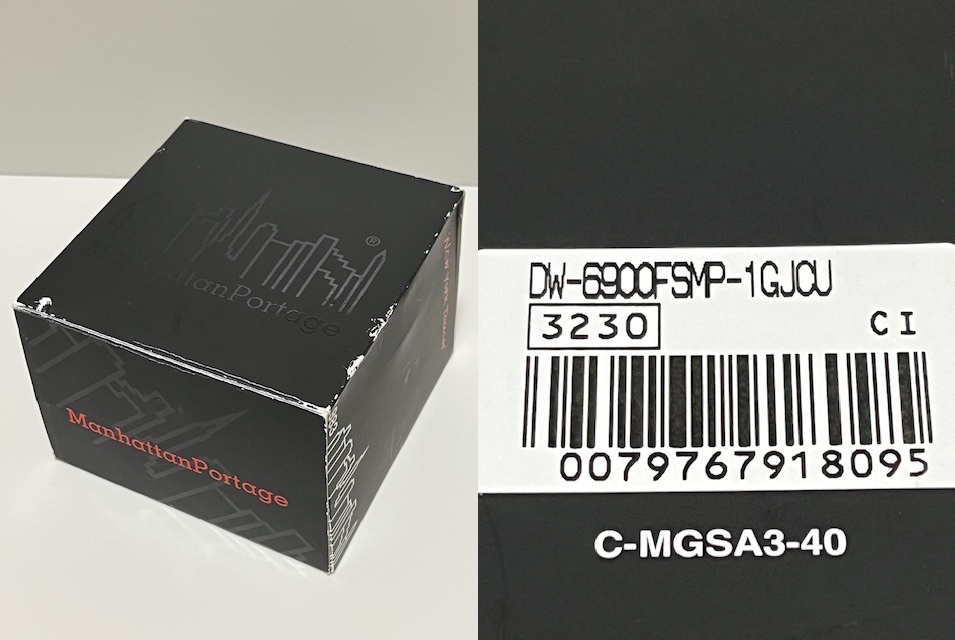 ®
ManhattanPortage
ManhattanPortage
DW-6900FSMP-1GJCU
3230
CI
0079767918095
C-MGSA3-40